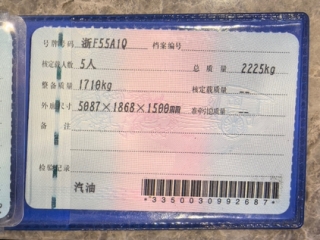 号牌号码 浙F55A1Q 档案编号
核定载人数 5人 总质量 2225kg
整备质量 1710kg 核定载质量 --
外廓尺寸 5087×1868×1500mm 准牵引总质量 --
备注
检验记录
汽油
*3350030992687*